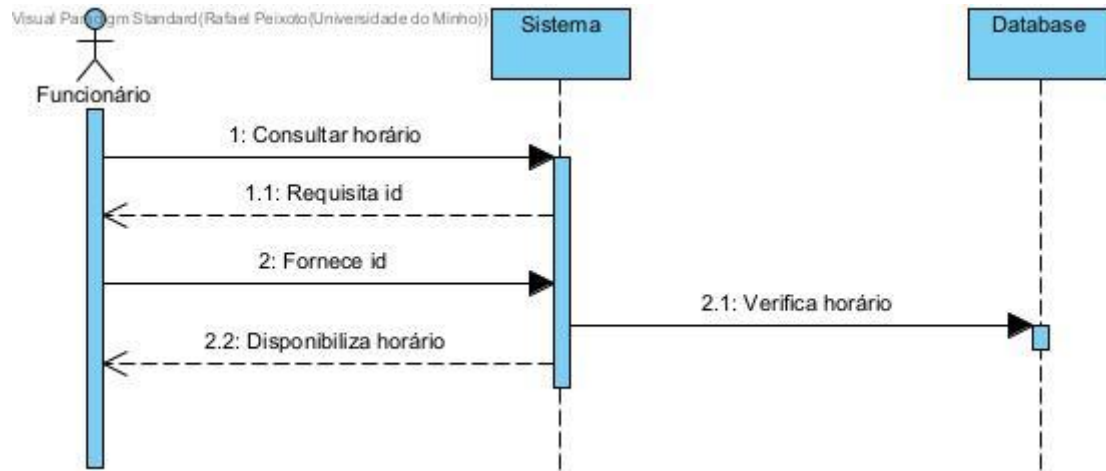 Visual Paradigm Standard(Rafael Peixoto(Universidade do Minho))
Sistema
Database
Funcionário
1: Consultar horário
1.1: Requisita id
2: Fornece id
2.1: Verifica horário
2.2: Disponibiliza horário